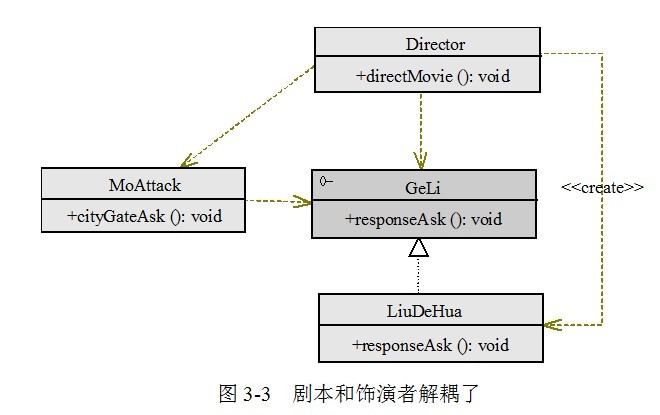 Director
+directMovie (): void
MoAttack
+cityGateAsk (): void
GeLi
+responseAsk (): void
<<create>>
LiuDeHua
+responseAsk (): void
图 3-3 剧本和饰演者解耦了